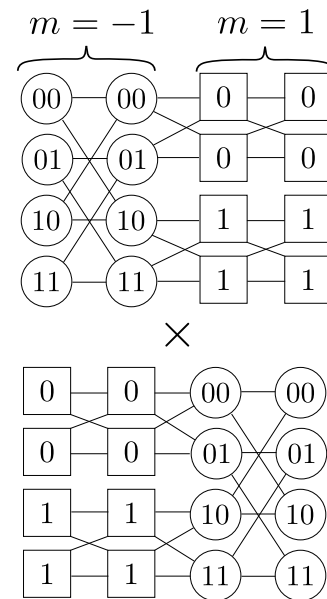 m = −1 m = 1
00 00 0 0
01 01 0 0
10 10 1 1
11 11 1 1
×
0 0 00 00
0 0 01 01
1 1 10 10
1 1 11 11